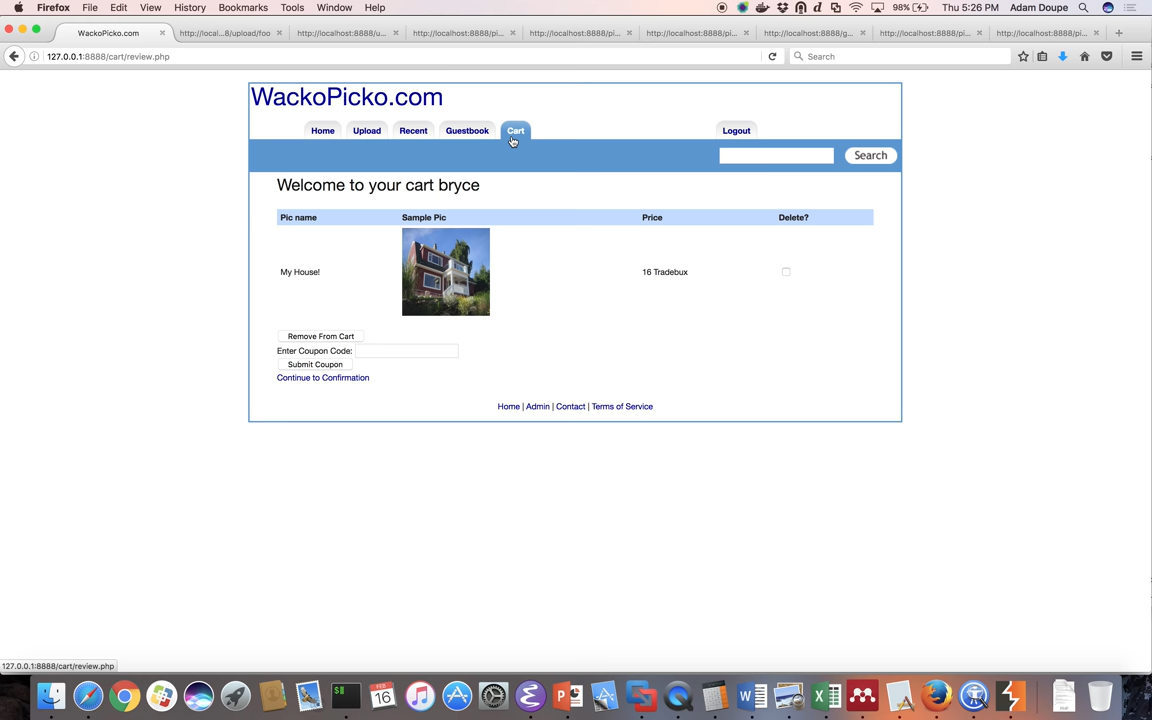 Firefox File Edit View History Bookmarks Tools Window Help 98% Thu 5:26 PM Adam Doupe
WackoPicko.com http://local...8/upload/foo http://localhost:8888/u... http://localhost:8888/pi... http://localhost:8888/pi... http://localhost:8888/pi... http://localhost:8888/g... http://localhost:8888/pi... http://localhost:8888/pi...
127.0.0.1:8888/cart/review.php Search
WackoPicko.com
Home Upload Recent Guestbook Cart Logout
Search
Welcome to your cart bryce
Pic name Sample Pic Price Delete?
My House! 16 Tradebux
Remove From Cart
Enter Coupon Code:
Submit Coupon
Continue to Confirmation
Home | Admin | Contact | Terms of Service
127.0.0.1:8888/cart/review.php
FEB
16